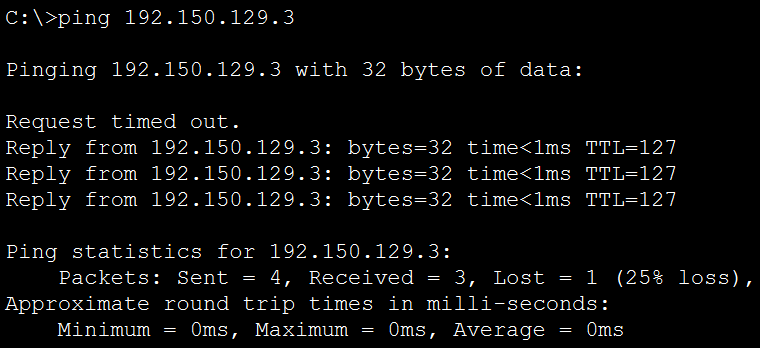 C:\>ping 192.150.129.3
Pinging 192.150.129.3 with 32 bytes of data:
Request timed out.
Reply from 192.150.129.3: bytes=32 time<1ms TTL=127
Reply from 192.150.129.3: bytes=32 time<1ms TTL=127
Reply from 192.150.129.3: bytes=32 time<1ms TTL=127
Ping statistics for 192.150.129.3:
Packets: Sent = 4, Received = 3, Lost = 1 (25% loss),
Approximate round trip times in milli-seconds:
Minimum = 0ms, Maximum = 0ms, Average = 0ms